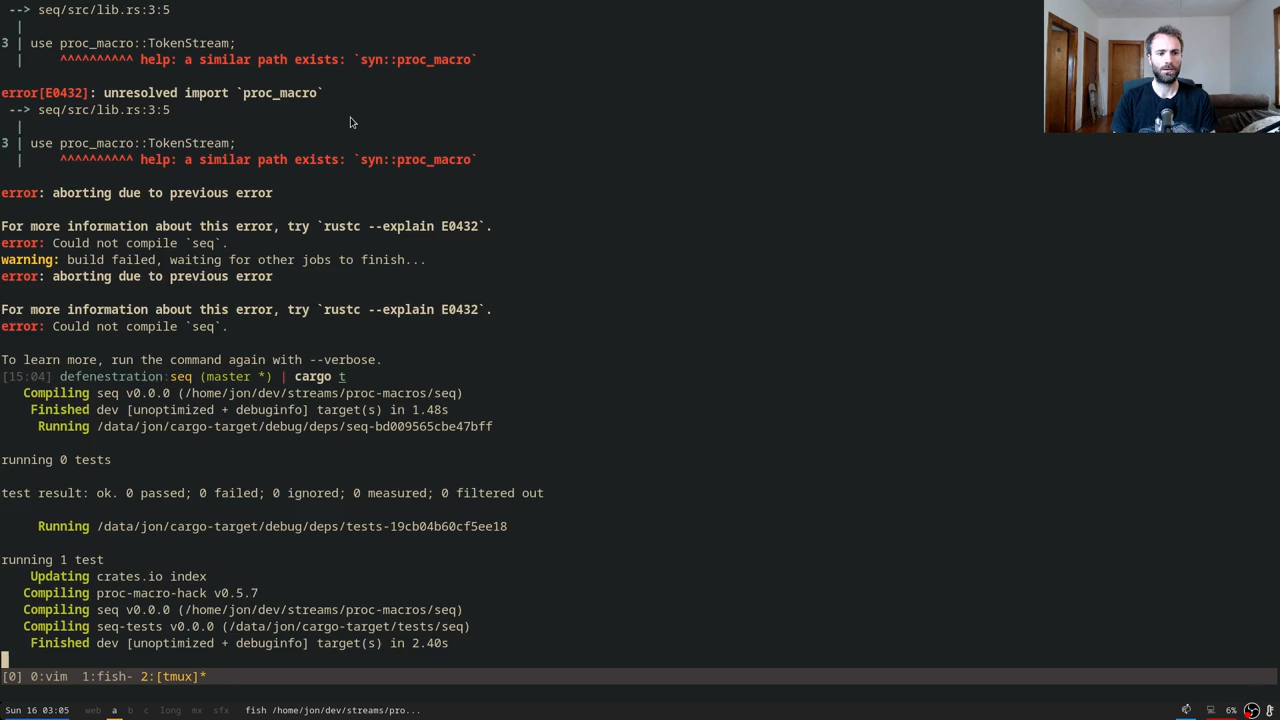 --> seq/src/lib.rs:3:5
|
3 | use proc_macro::TokenStream;
|     ^^^^^^^^^^ help: a similar path exists: `syn::proc_macro`
error[E0432]: unresolved import `proc_macro`
--> seq/src/lib.rs:3:5
|
3 | use proc_macro::TokenStream;
|     ^^^^^^^^^^ help: a similar path exists: `syn::proc_macro`
error: aborting due to previous error
For more information about this error, try `rustc --explain E0432`.
error: Could not compile `seq`.
warning: build failed, waiting for other jobs to finish...
error: aborting due to previous error
For more information about this error, try `rustc --explain E0432`.
error: Could not compile `seq`.
To learn more, run the command again with --verbose.
[15:04] defenestration:seq (master *) | cargo t
Compiling seq v0.0.0 (/home/jon/dev/streams/proc-macros/seq)
Finished dev [unoptimized + debuginfo] target(s) in 1.48s
Running /data/jon/cargo-target/debug/deps/seq-bd009565cbe47bff
running 0 tests
test result: ok. 0 passed; 0 failed; 0 ignored; 0 measured; 0 filtered out
Running /data/jon/cargo-target/debug/deps/tests-19cb04b60cf5ee18
running 1 test
Updating crates.io index
Compiling proc-macro-hack v0.5.7
Compiling seq v0.0.0 (/home/jon/dev/streams/proc-macros/seq)
Compiling seq-tests v0.0.0 (/data/jon/cargo-target/tests/seq)
Finished dev [unoptimized + debuginfo] target(s) in 2.40s
[0] 0:vim  1:fish- 2:[tmux]*
Sun 16 03:05 web a b c long mx sfx fish /home/jon/dev/streams/pro... 6%